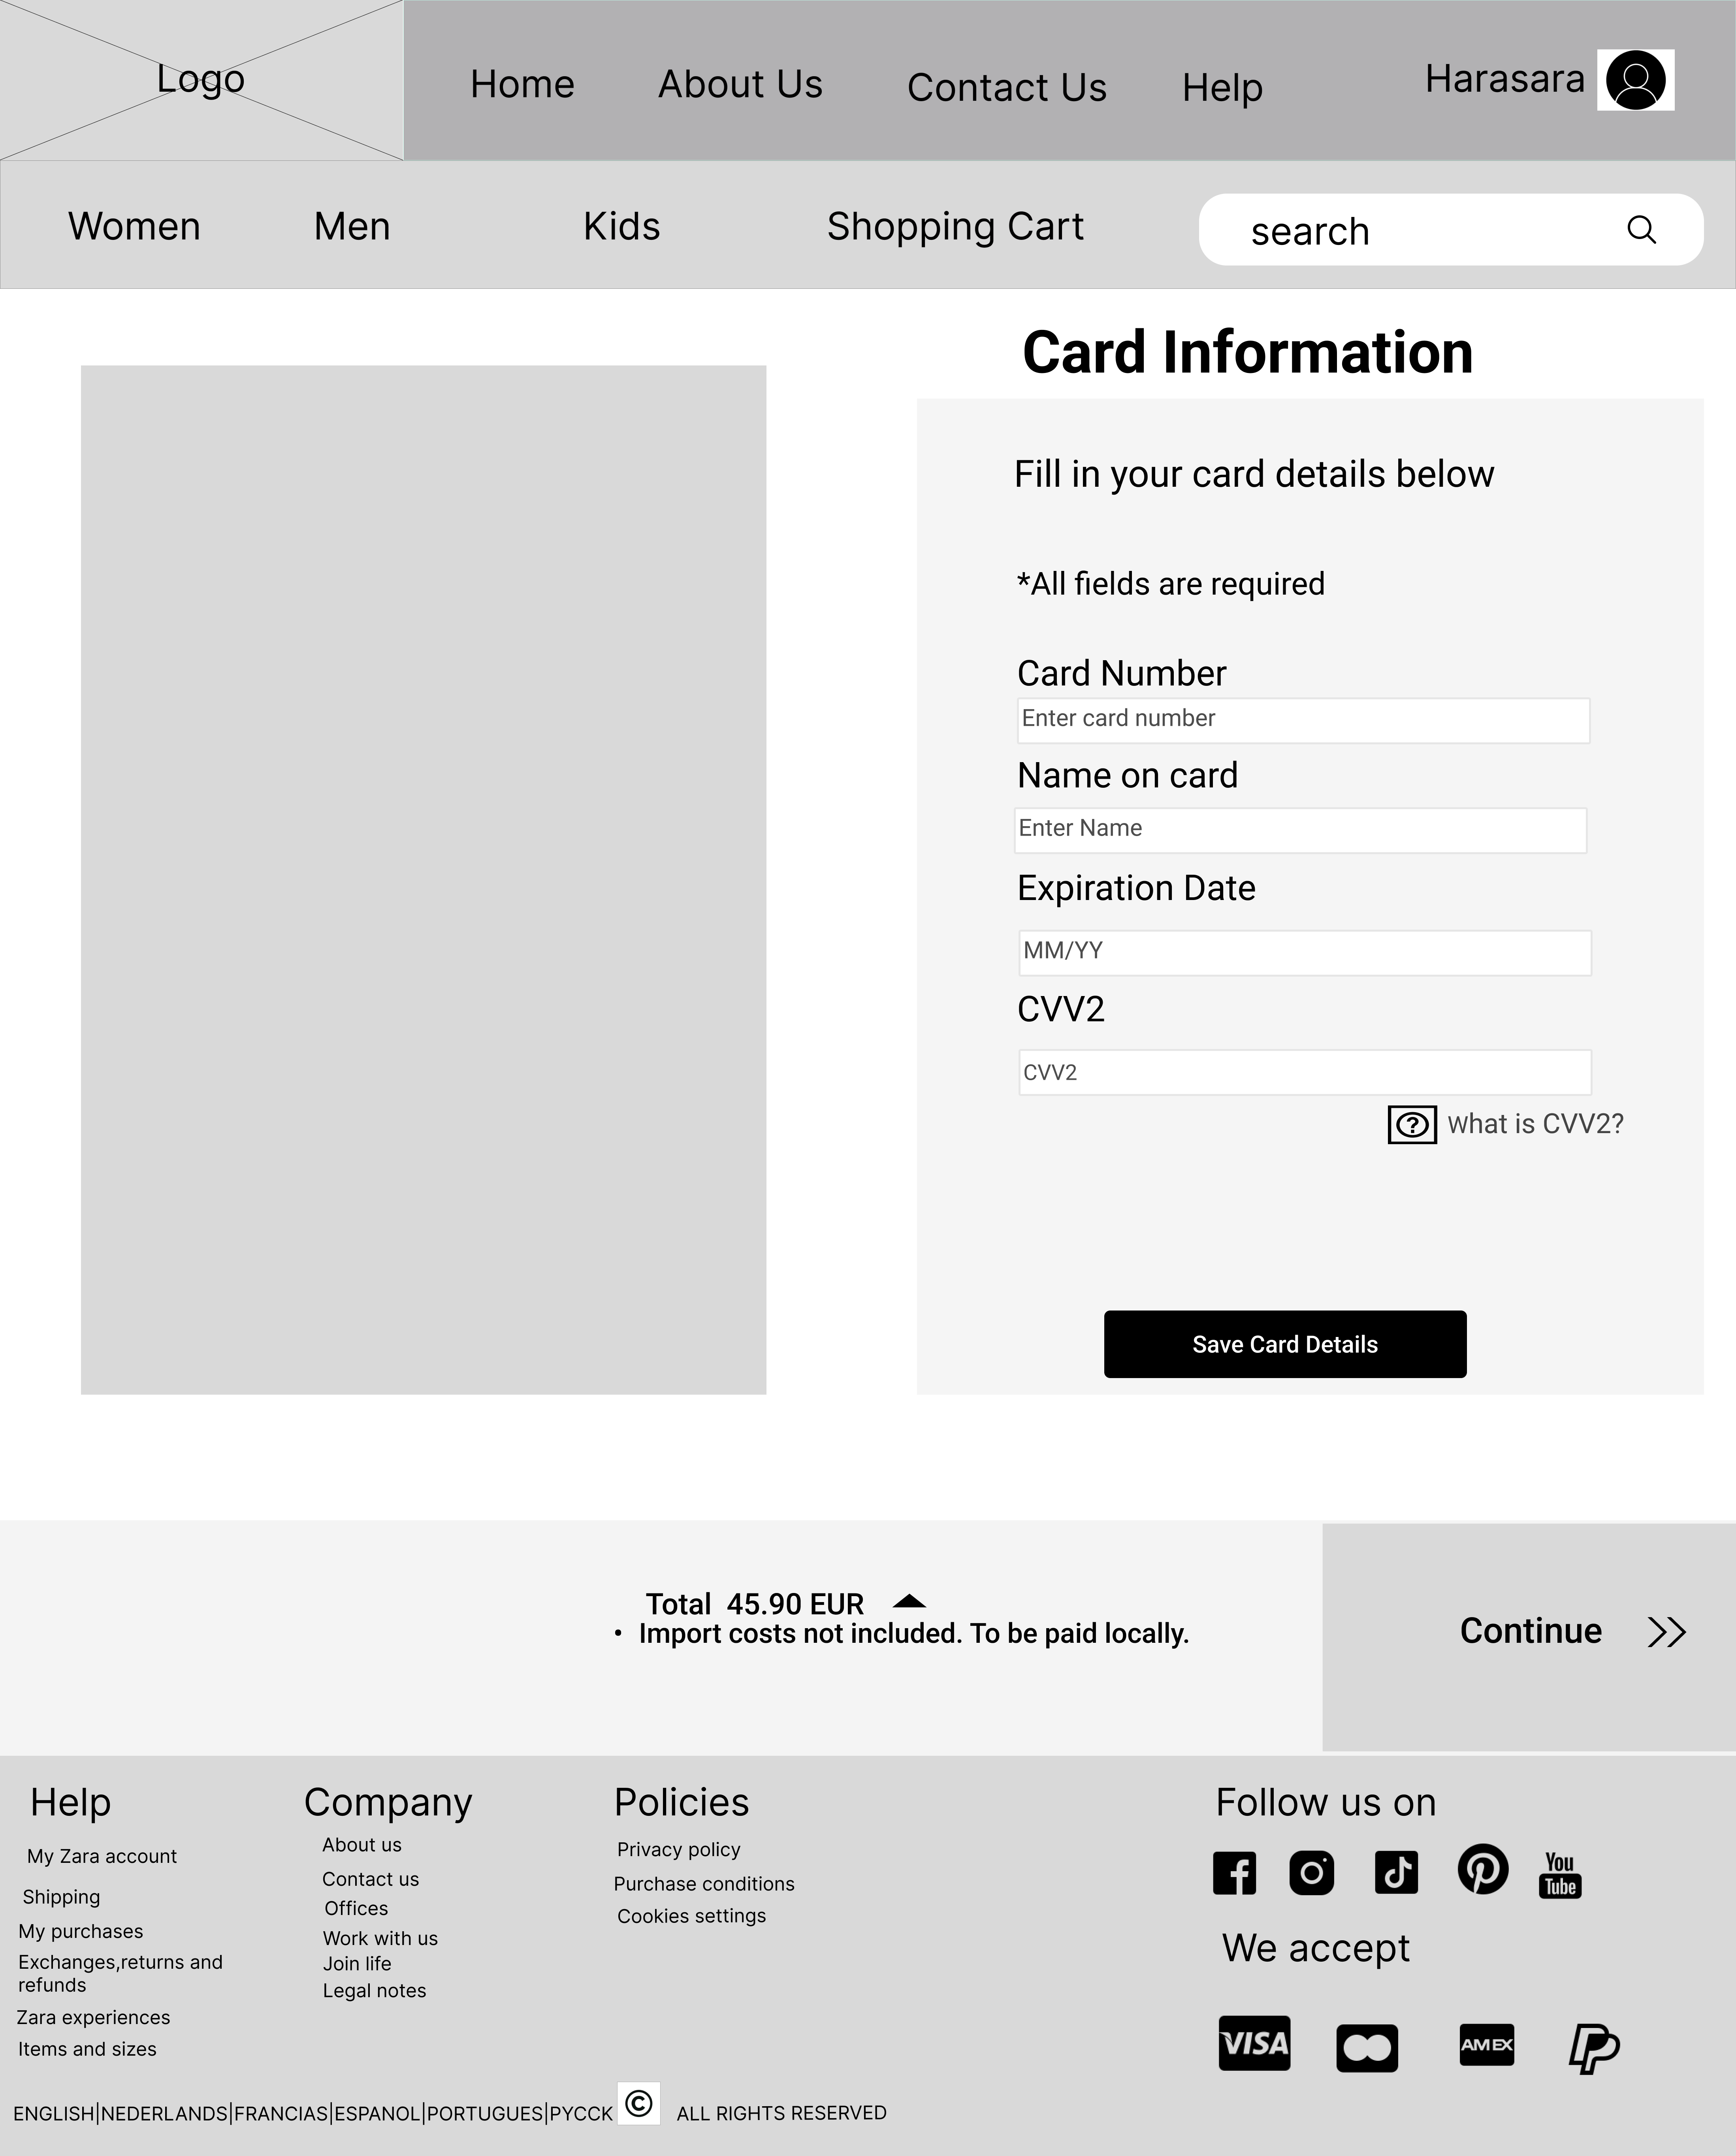 Logo
Home
About Us
Contact Us
Help
Harasara
Women
Men
Kids
Shopping Cart
search
Card Information
Fill in your card details below
*All fields are required
Card Number
Enter card number
Name on card
Enter Name
Expiration Date
MM/YY
CVV2
CVV2
? What is CVV2?
Save Card Details
Total 45.90 EUR
• Import costs not included. To be paid locally.
Continue
Help
My Zara account
Shipping
My purchases
Exchanges,returns and
refunds
Zara experiences
Items and sizes
Company
About us
Contact us
Offices
Work with us
Join life
Legal notes
Policies
Privacy policy
Purchase conditions
Cookies settings
Follow us on
You
Tube
We accept
VISA
AMEX
ENGLISH|NEDERLANDS|FRANCIAS|ESPANOL|PORTUGUES|PYCCK © ALL RIGHTS RESERVED